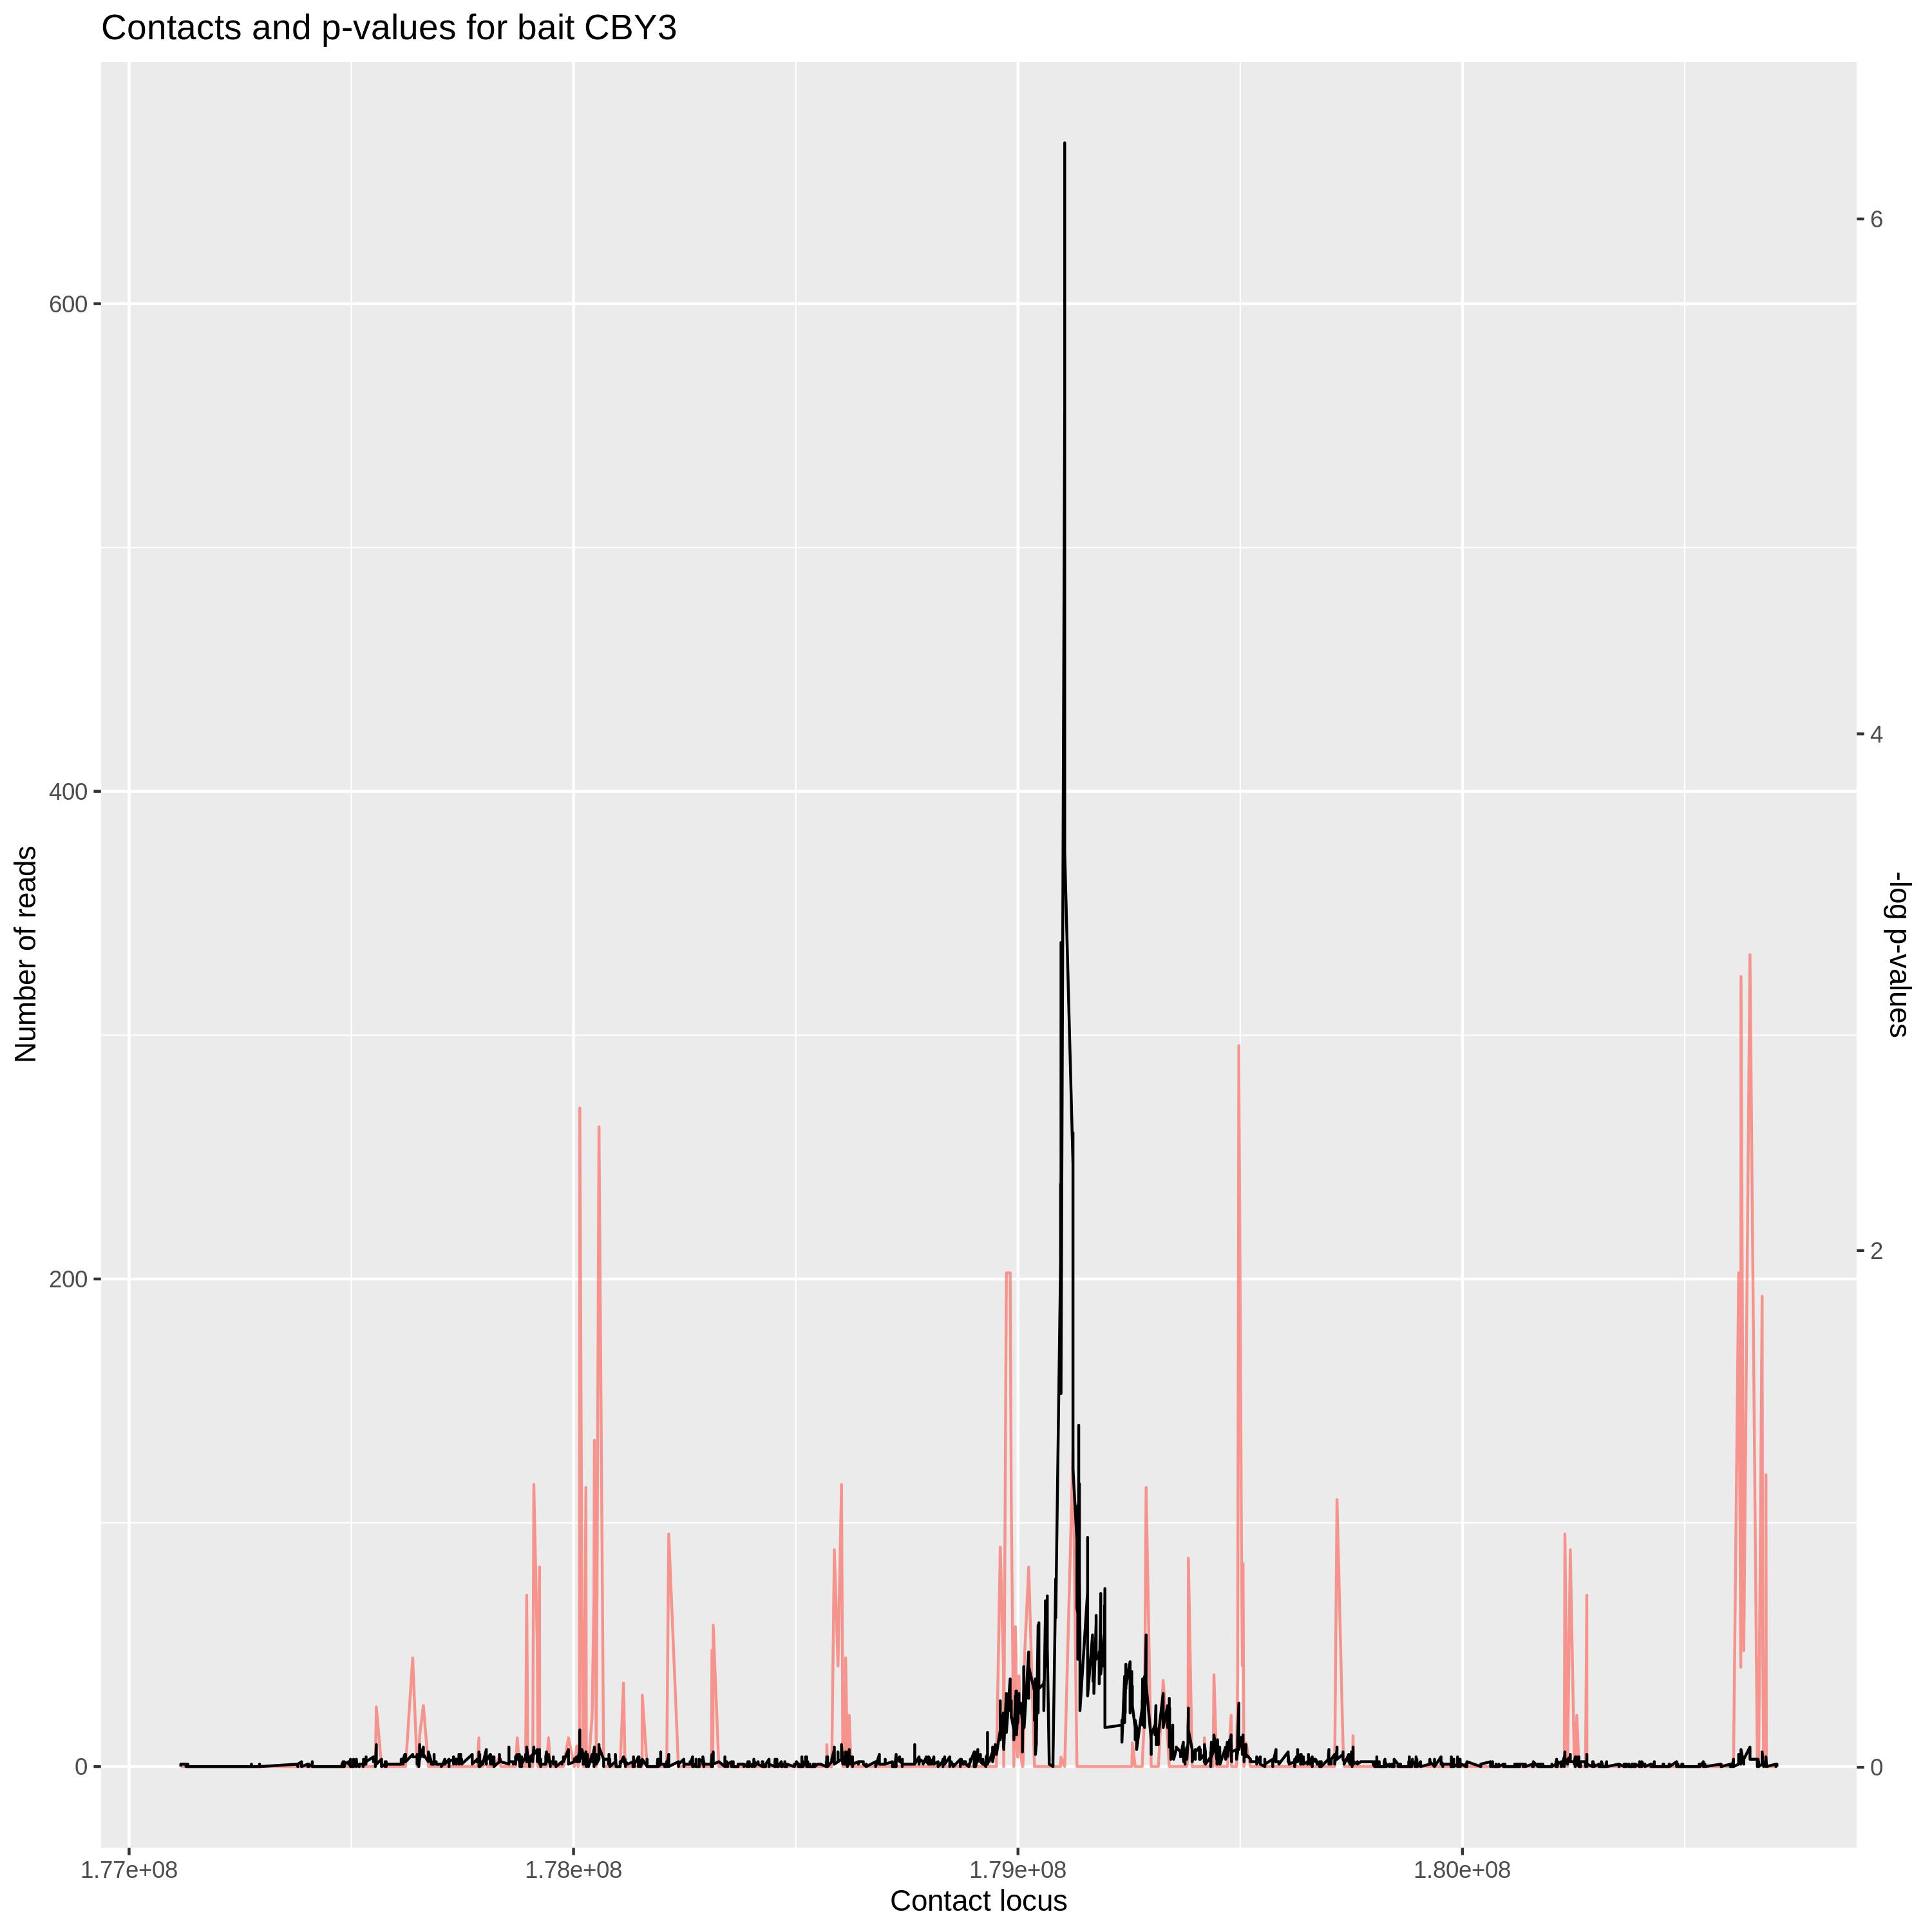 Contacts and p-values for bait CBY3
Number of reads
600
400
200
0
6
4
2
0
-log p-values
1.77e+08
1.78e+08
1.79e+08
1.80e+08
Contact locus